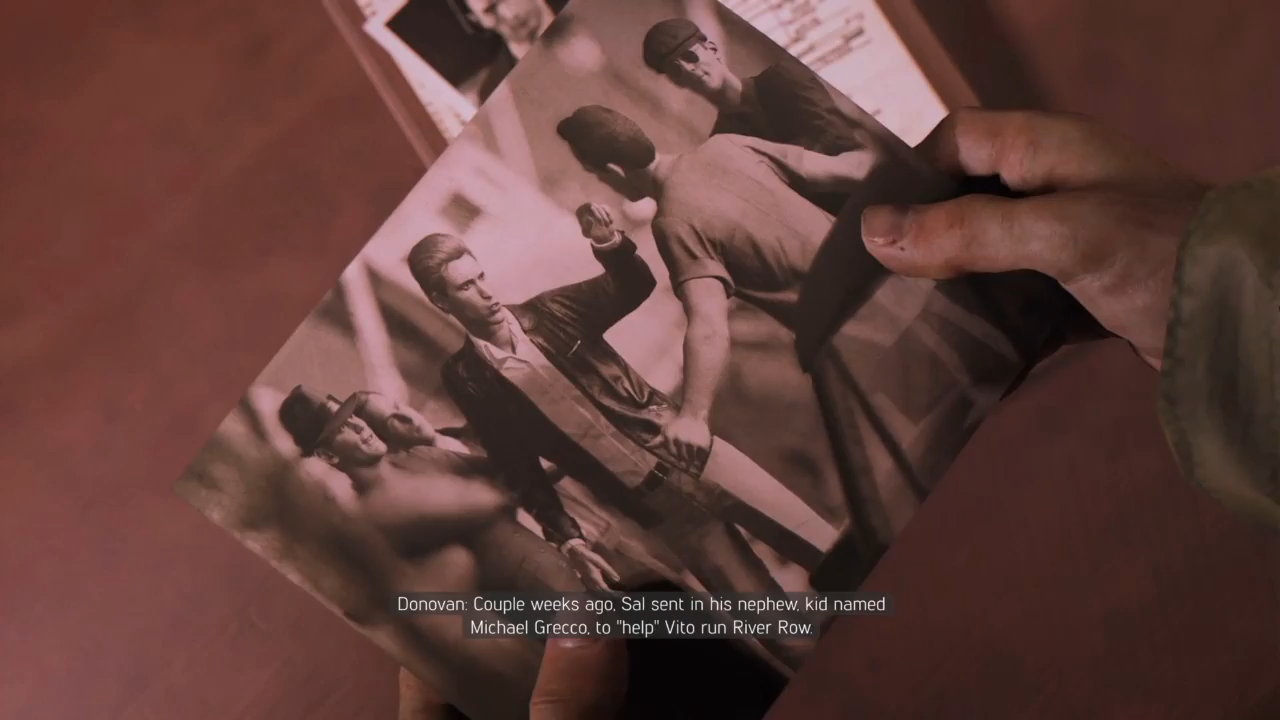 Donovan: Couple weeks ago, Sal sent in his nephew, kid named
Michael Grecco, to "help" Vito run River Row.